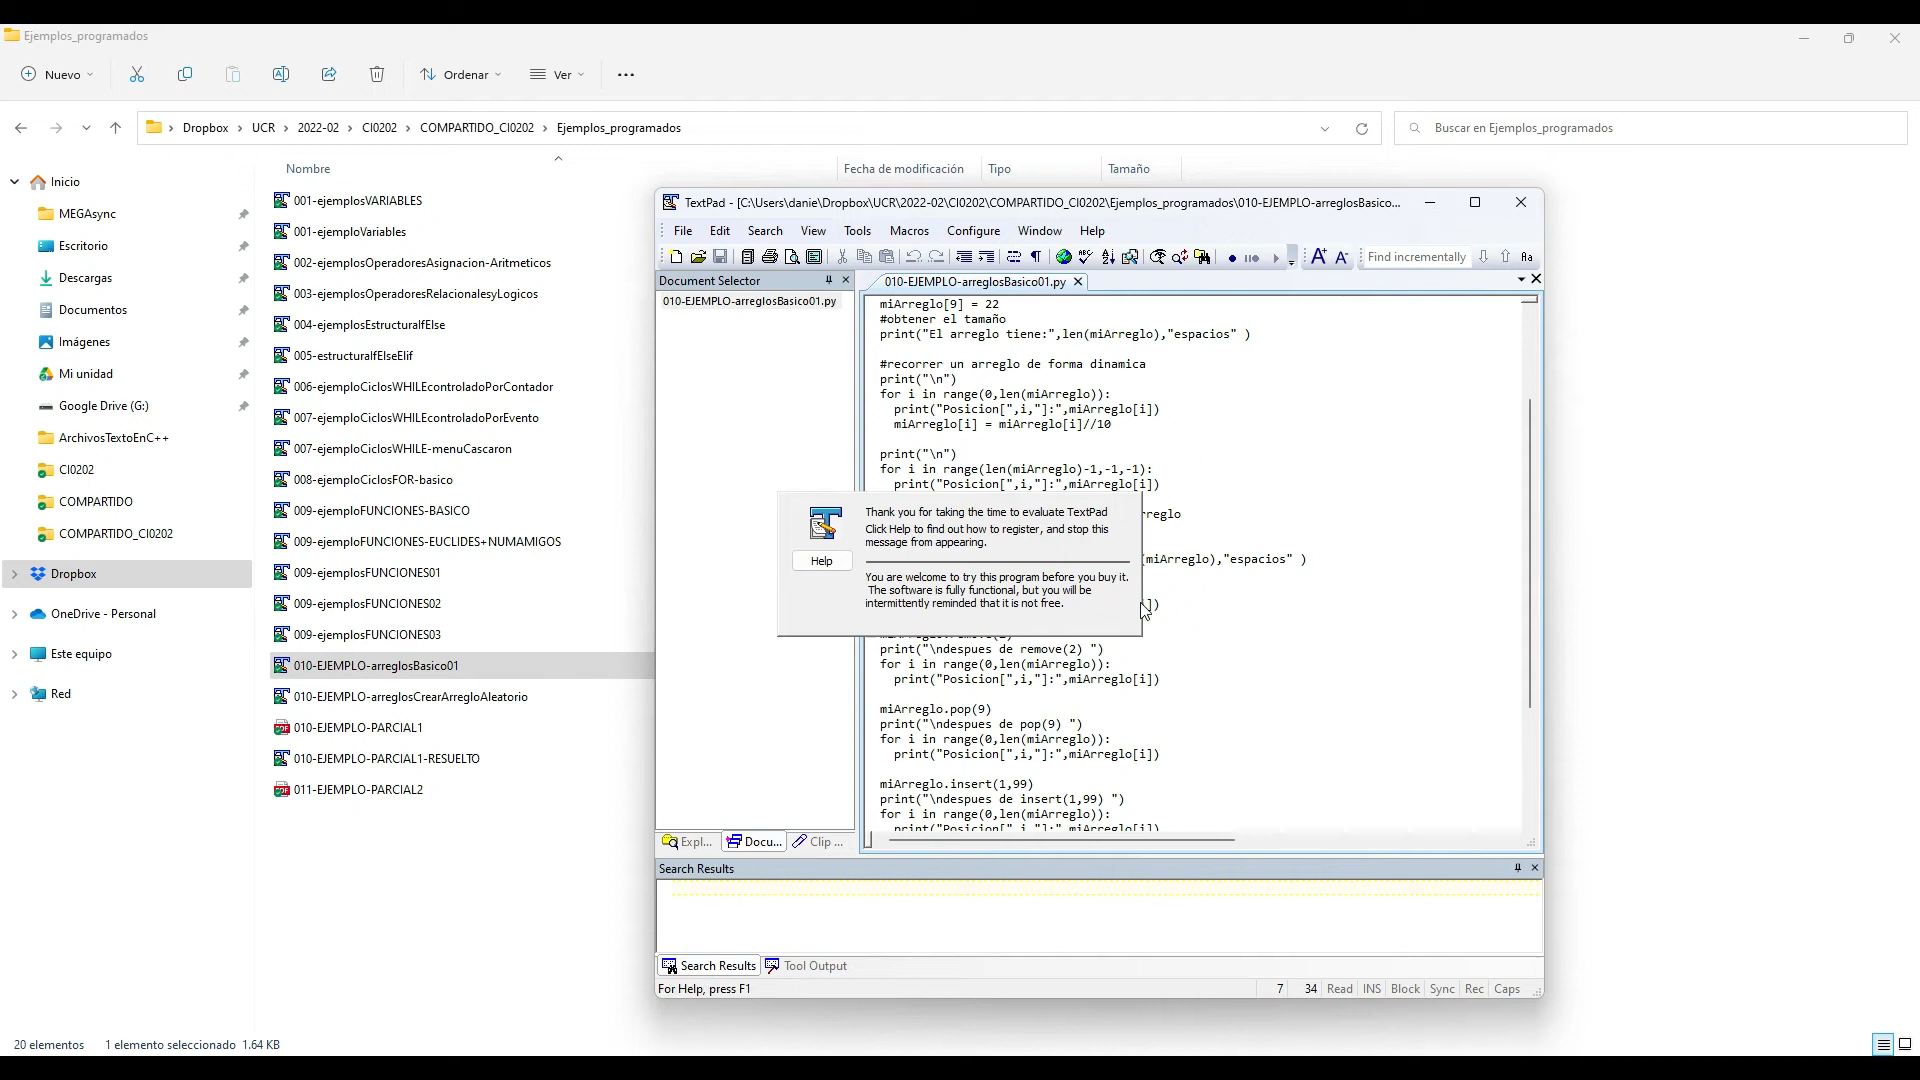 Ejemplos_programados
Nuevo
Ordenar
Ver
Dropbox > UCR > 2022-02 > CI0202 > COMPARTIDO_CI0202 > Ejemplos_programados
Buscar en Ejemplos_programados
Inicio
MEGAsync
Escritorio
Descargas
Documentos
Imágenes
Mi unidad
Google Drive (G:)
ArchivosTextoEnC++
CI0202
COMPARTIDO
COMPARTIDO_CI0202
Dropbox
OneDrive - Personal
Este equipo
Red
Nombre
Fecha de modificación
Tipo
Tamaño
001-ejemplosVARIABLES
001-ejemploVariables
002-ejemplosOperadoresAsignacion-Aritmeticos
003-ejemplosOperadoresRelacionalesyLogicos
004-ejemplosEstructuraIfElse
005-estructuraIfElseElif
006-ejemploCiclosWHILEcontroladoPorContador
007-ejemploCiclosWHILEcontroladoPorEvento
007-ejemploCiclosWHILE-menuCascaron
008-ejemploCiclosFOR-basico
009-ejemploFUNCIONES-BASICO
009-ejemploFUNCIONES-EUCLIDES+NUMAMIGOS
009-ejemplosFUNCIONES01
009-ejemplosFUNCIONES02
009-ejemplosFUNCIONES03
010-EJEMPLO-arreglosBasico01
010-EJEMPLO-arreglosCrearArregloAleatorio
010-EJEMPLO-PARCIAL1
010-EJEMPLO-PARCIAL1-RESUELTO
011-EJEMPLO-PARCIAL2
TextPad - [C:\Users\danie\Dropbox\UCR\2022-02\CI0202\COMPARTIDO_CI0202\Ejemplos_programados\010-EJEMPLO-arreglosBasico...
File Edit Search View Tools Macros Configure Window Help
Find incrementally
Aa
Document Selector
010-EJEMPLO-arreglosBasico01.py
010-EJEMPLO-arreglosBasico01.py
miArreglo[9] = 22
#obtener el tamaño
print("El arreglo tiene:",len(miArreglo),"espacios" )
#recorrer un arreglo de forma dinamica
print("\n")
for i in range(0,len(miArreglo)):
print("Posicion[",i,"]:",miArreglo[i])
miArreglo[i] = miArreglo[i]//10
print("\n")
for i in range(len(miArreglo)-1,-1,-1):
print("Posicion[",i,"]:",miArreglo[i])
rreglo
(miArreglo),"espacios" )
])
Thank you for taking the time to evaluate TextPad
Click Help to find out how to register, and stop this
message from appearing.
Help
You are welcome to try this program before you buy it.
The software is fully functional, but you will be
intermittently reminded that it is not free.
print("\ndespues de remove(2) ")
for i in range(0,len(miArreglo)):
print("Posicion[",i,"]:",miArreglo[i])
miArreglo.pop(9)
print("\ndespues de pop(9) ")
for i in range(0,len(miArreglo)):
print("Posicion[",i,"]:",miArreglo[i])
miArreglo.insert(1,99)
print("\ndespues de insert(1,99) ")
for i in range(0,len(miArreglo)):
print("Posicion[",i,"]:",miArreglo[i])
Expl...
Docu...
Clip ...
Search Results
Search Results
Tool Output
For Help, press F1
7 34 Read INS Block Sync Rec Caps
20 elementos 1 elemento seleccionado 1.64 KB